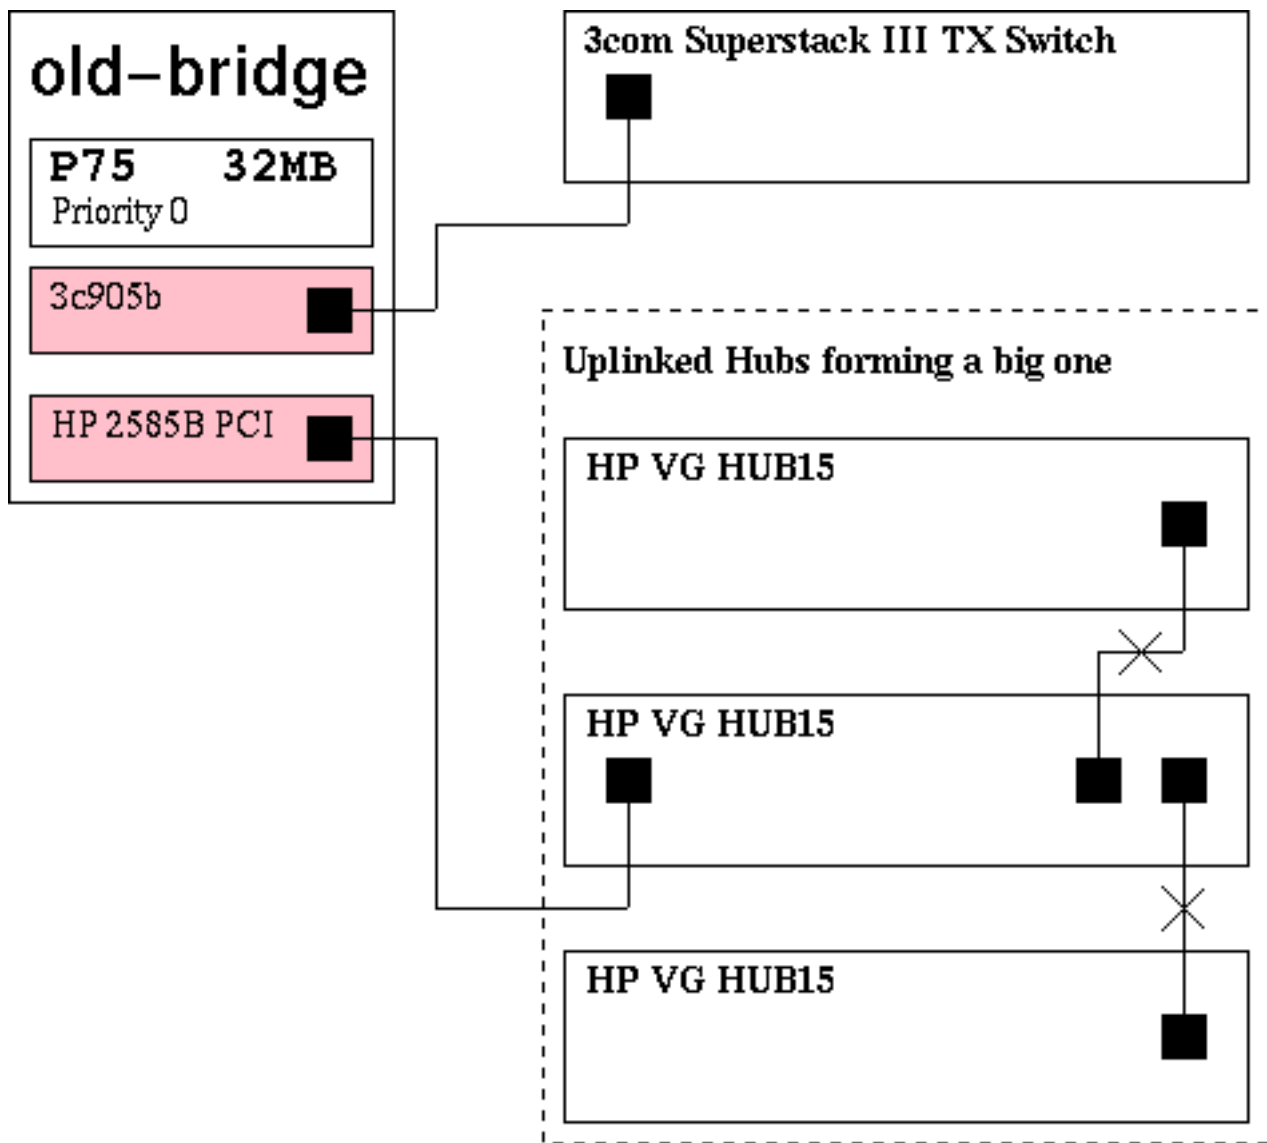 old-bridge
P75 32MB
Priority 0
3c905b
HP 2585B PCI
3com Superstack III TX Switch
Uplinked Hubs forming a big one
HP VG HUB15
HP VG HUB15
HP VG HUB15